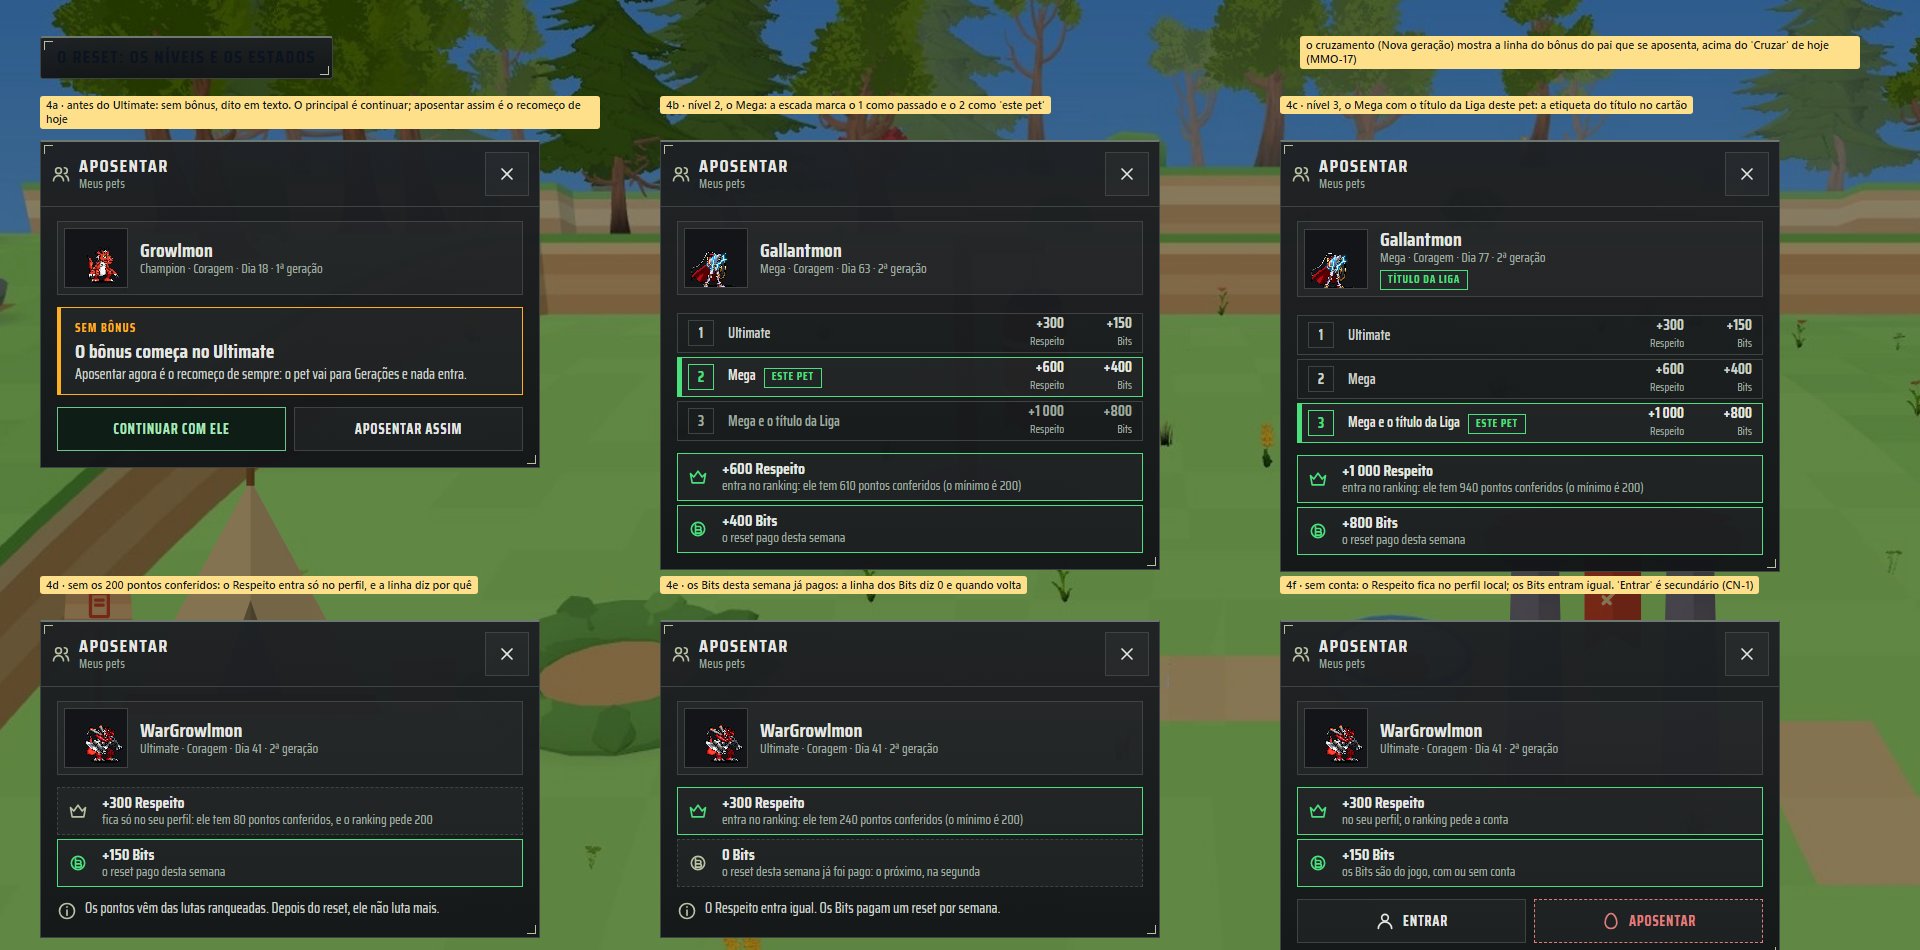 O RESET: OS NÍVEIS E OS ESTADOS
o cruzamento (Nova geração) mostra a linha do bônus do pai que se aposenta, acima do 'Cruzar' de hoje
(MMO-17)
4a · antes do Ultimate: sem bônus, dito em texto. O principal é continuar; aposentar assim é o recomeço de
hoje
APOSENTAR
Meus pets
Growlmon
Champion · Coragem · Dia 18 · 1ª geração
SEM BÔNUS
O bônus começa no Ultimate
Aposentar agora é o recomeço de sempre: o pet vai para Gerações e nada entra.
CONTINUAR COM ELE
APOSENTAR ASSIM
4b · nível 2, o Mega: a escada marca o 1 como passado e o 2 como 'este pet'
APOSENTAR
Meus pets
Gallantmon
Mega · Coragem · Dia 63 · 2ª geração
1 Ultimate +300 Respeito +150 Bits
2 Mega ESTE PET +600 Respeito +400 Bits
3 Mega e o título da Liga +1 000 Respeito +800 Bits
+600 Respeito
entra no ranking: ele tem 610 pontos conferidos (o mínimo é 200)
+400 Bits
o reset pago desta semana
4c · nível 3, o Mega com o título da Liga deste pet: a etiqueta do título no cartão
APOSENTAR
Meus pets
Gallantmon
Mega · Coragem · Dia 77 · 2ª geração
TÍTULO DA LIGA
1 Ultimate +300 Respeito +150 Bits
2 Mega +600 Respeito +400 Bits
3 Mega e o título da Liga ESTE PET +1 000 Respeito +800 Bits
+1 000 Respeito
entra no ranking: ele tem 940 pontos conferidos (o mínimo é 200)
+800 Bits
o reset pago desta semana
4d · sem os 200 pontos conferidos: o Respeito entra só no perfil, e a linha diz por quê
APOSENTAR
Meus pets
WarGrowlmon
Ultimate · Coragem · Dia 41 · 2ª geração
+300 Respeito
fica só no seu perfil: ele tem 80 pontos conferidos, e o ranking pede 200
+150 Bits
o reset pago desta semana
Os pontos vêm das lutas ranqueadas. Depois do reset, ele não luta mais.
4e · os Bits desta semana já pagos: a linha dos Bits diz 0 e quando volta
APOSENTAR
Meus pets
WarGrowlmon
Ultimate · Coragem · Dia 41 · 2ª geração
+300 Respeito
entra no ranking: ele tem 240 pontos conferidos (o mínimo é 200)
0 Bits
o reset desta semana já foi pago: o próximo, na segunda
O Respeito entra igual. Os Bits pagam um reset por semana.
4f · sem conta: o Respeito fica no perfil local; os Bits entram igual. 'Entrar' é secundário (CN-1)
APOSENTAR
Meus pets
WarGrowlmon
Ultimate · Coragem · Dia 41 · 2ª geração
+300 Respeito
no seu perfil; o ranking pede a conta
+150 Bits
os Bits são do jogo, com ou sem conta
ENTRAR
APOSENTAR